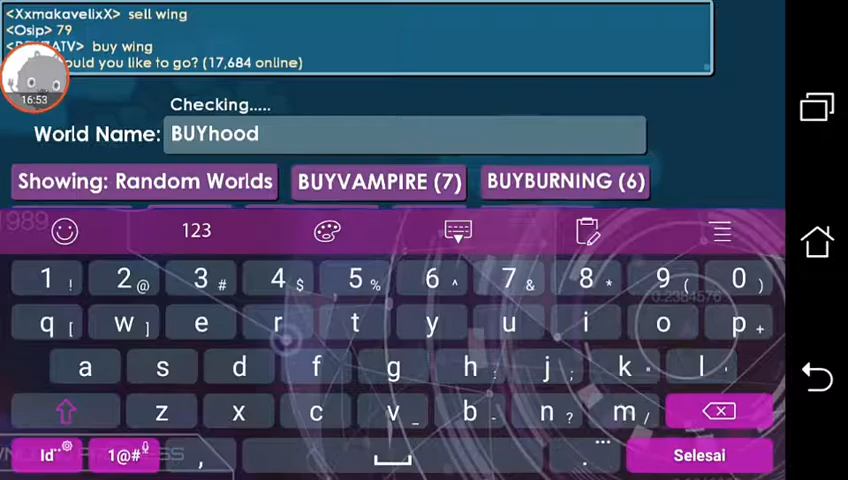 <XxmakavelixX> sell wing
<Osip> 79
buy wing
ould you like to go? (17,684 online)
16:53
Checking.....
World Name: BUYhood
Showing: Random Worlds BUYVAMPIRE (7) BUYBURNING (6)
123
1 ! 2 @ 3 # 4 $ 5 % 6 ^ 7 & 8 * 9 ( 0 )
q [ w ] e r t y u i o p +
a s d f g h : j ; k " l '
z x c v _ b - n ? m /
Id 1@# , . Selesai